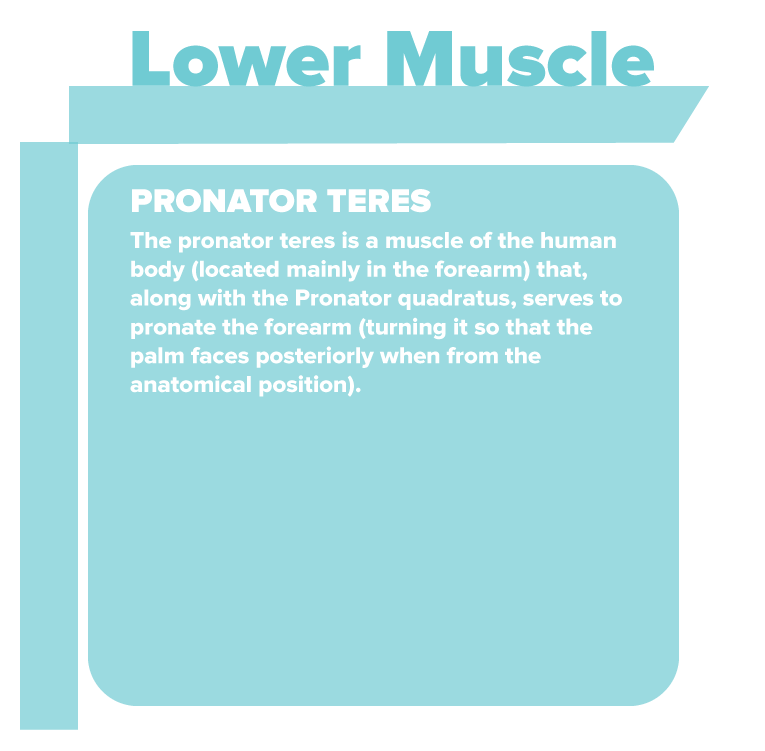 Lower Muscle
PRONATOR TERES
The pronator teres is a muscle of the human
body (located mainly in the forearm) that,
along with the Pronator quadratus, serves to
pronate the forearm (turning it so that the
palm faces posteriorly when from the
anatomical position).